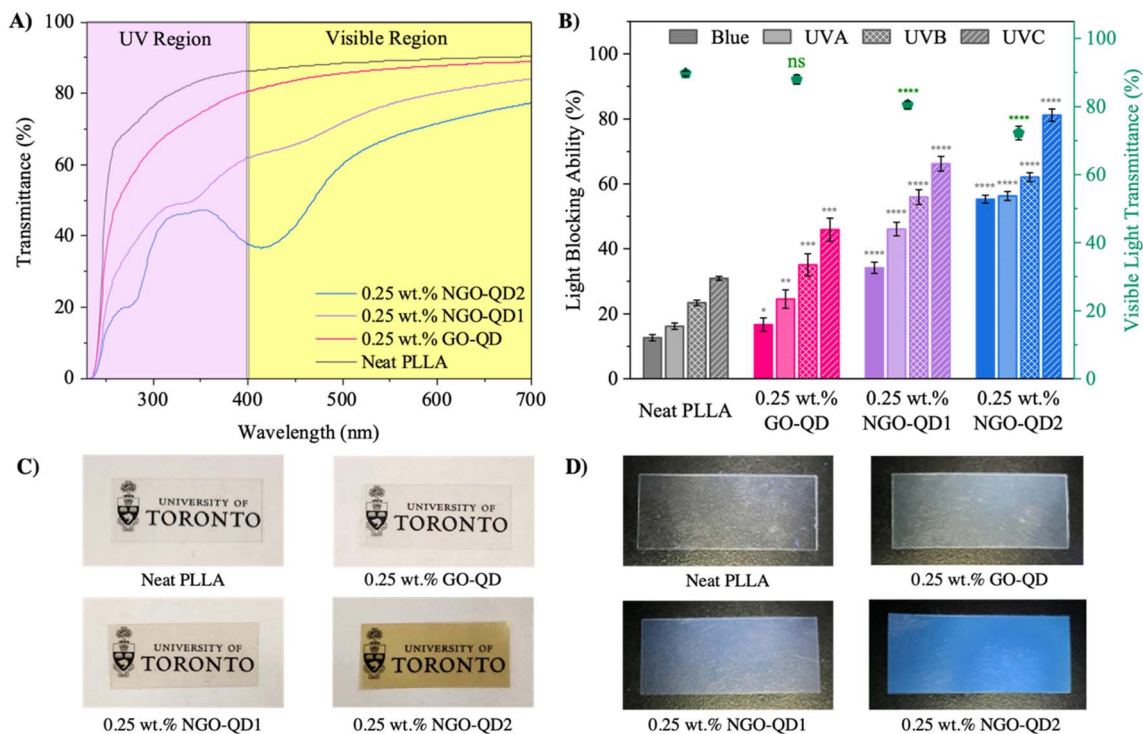 A)
UV Region
Visible Region
Transmittance (%)
100
80
60
40
20
0
300
400
500
600
700
Wavelength (nm)
0.25 wt.% NGO-QD2
0.25 wt.% NGO-QD1
0.25 wt.% GO-QD
Neat PLLA
B)
Blue
UVA
UVB
UVC
Light Blocking Ability (%)
100
80
60
40
20
0
Visible Light Transmittance (%)
100
80
60
40
20
0
ns
****
****
*
**
***
***
****
****
****
****
****
****
****
****
Neat PLLA
0.25 wt.%
GO-QD
0.25 wt.%
NGO-QD1
0.25 wt.%
NGO-QD2
C)
UNIVERSITY OF
TORONTO
Neat PLLA
UNIVERSITY OF
TORONTO
0.25 wt.% GO-QD
UNIVERSITY OF
TORONTO
0.25 wt.% NGO-QD1
UNIVERSITY OF
TORONTO
0.25 wt.% NGO-QD2
D)
Neat PLLA
0.25 wt.% GO-QD
0.25 wt.% NGO-QD1
0.25 wt.% NGO-QD2